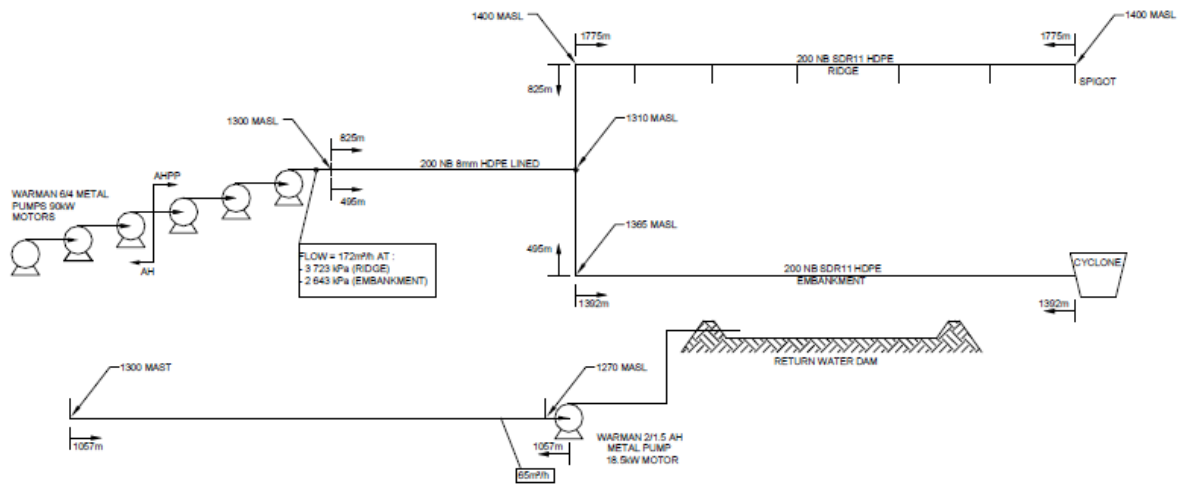 1400 MASL
1400 MASL
1775m
1775m
200 NB SDR11 HDPE
RIDGE
SPIGOT
825m
1300 MASL
825m
1310 MASL
200 NB 8mm HDPE LINED
AHPP
WARMAN 6/4 METAL
PUMPS 90kW
MOTORS
495m
1365 MASL
495m
AH
FLOW = 172m³/h AT :
- 3 723 kPa (RIDGE)
- 2 643 kPa (EMBANKMENT)
200 NB SDR11 HDPE
EMBANKMENT
CYCLONE
1392m
1392m
RETURN WATER DAM
1300 MAST
1270 MASL
1057m
1057m
WARMAN 2/1.5 AH
METAL PUMP
18.5kW MOTOR
65m³/h